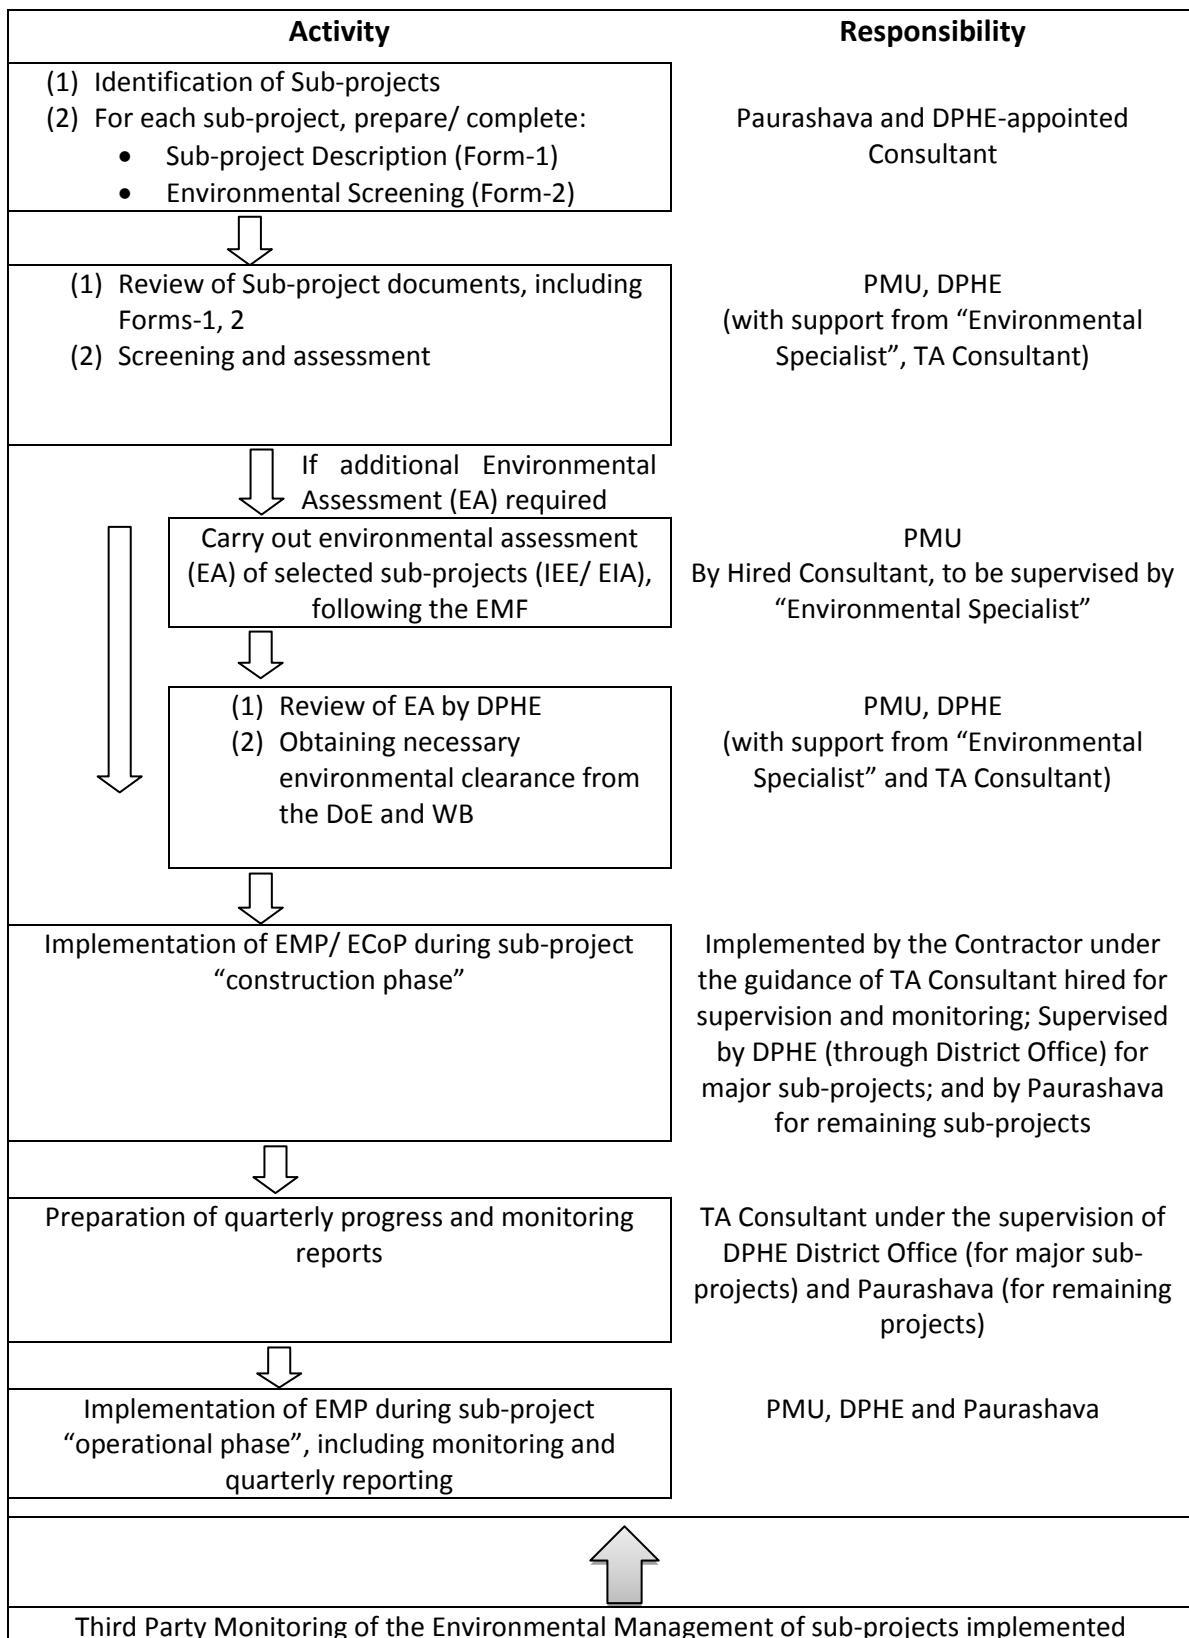 Activity
Responsibility
(1) Identification of Sub-projects
(2) For each sub-project, prepare/ complete:
• Sub-project Description (Form-1)
• Environmental Screening (Form-2)
Paurashava and DPHE-appointed
Consultant
(1) Review of Sub-project documents, including
Forms-1, 2
(2) Screening and assessment
PMU, DPHE
(with support from “Environmental
Specialist”, TA Consultant)
If additional Environmental
Assessment (EA) required
Carry out environmental assessment
(EA) of selected sub-projects (IEE/ EIA),
following the EMF
PMU
By Hired Consultant, to be supervised by
“Environmental Specialist”
(1) Review of EA by DPHE
(2) Obtaining necessary
environmental clearance from
the DoE and WB
PMU, DPHE
(with support from “Environmental
Specialist” and TA Consultant)
Implementation of EMP/ ECoP during sub-project
“construction phase”
Implemented by the Contractor under
the guidance of TA Consultant hired for
supervision and monitoring; Supervised
by DPHE (through District Office) for
major sub-projects; and by Paurashava
for remaining sub-projects
Preparation of quarterly progress and monitoring
reports
TA Consultant under the supervision of
DPHE District Office (for major sub-
projects) and Paurashava (for remaining
projects)
Implementation of EMP during sub-project
“operational phase”, including monitoring and
quarterly reporting
PMU, DPHE and Paurashava
Third Party Monitoring of the Environmental Management of sub-projects implemented